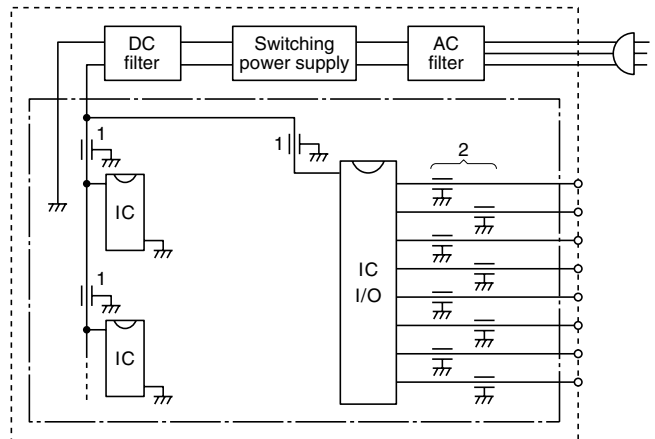 DC
filter
Switching
power supply
AC
filter
1
1
2
IC
IC
I/O
1
IC